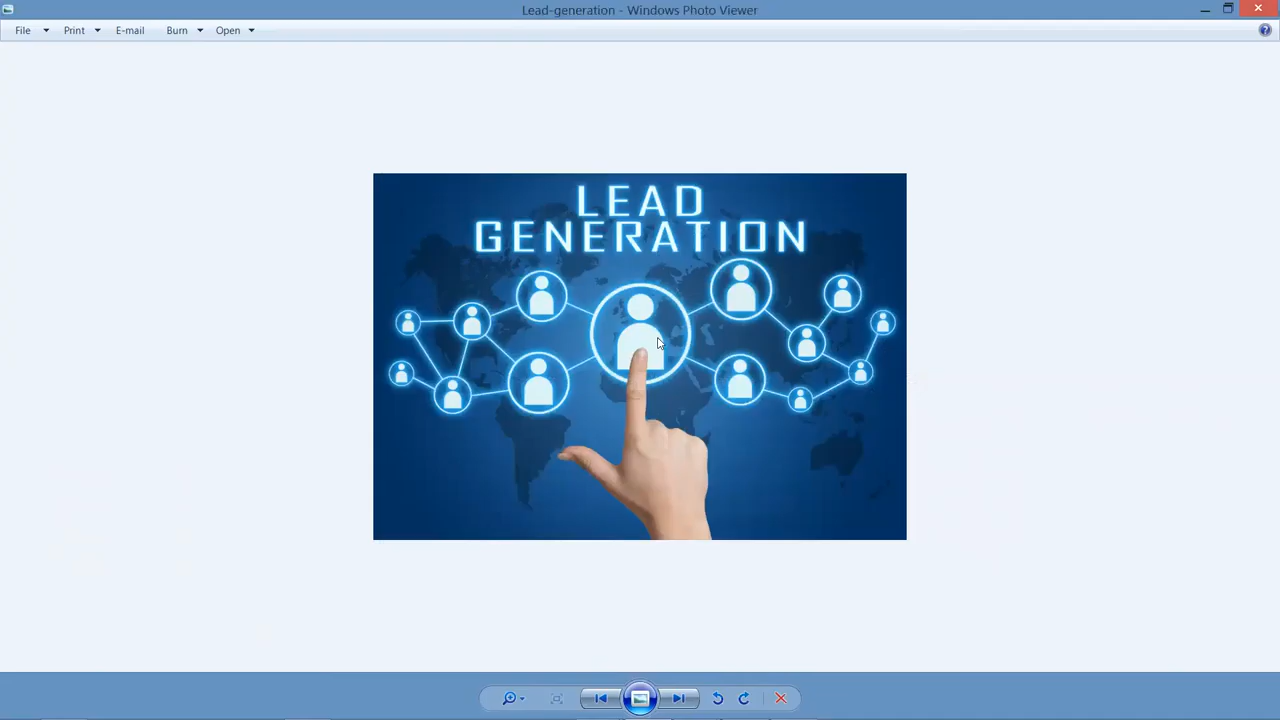 Lead-generation - Windows Photo Viewer
File Print E-mail Burn Open
LEAD
GENERATION